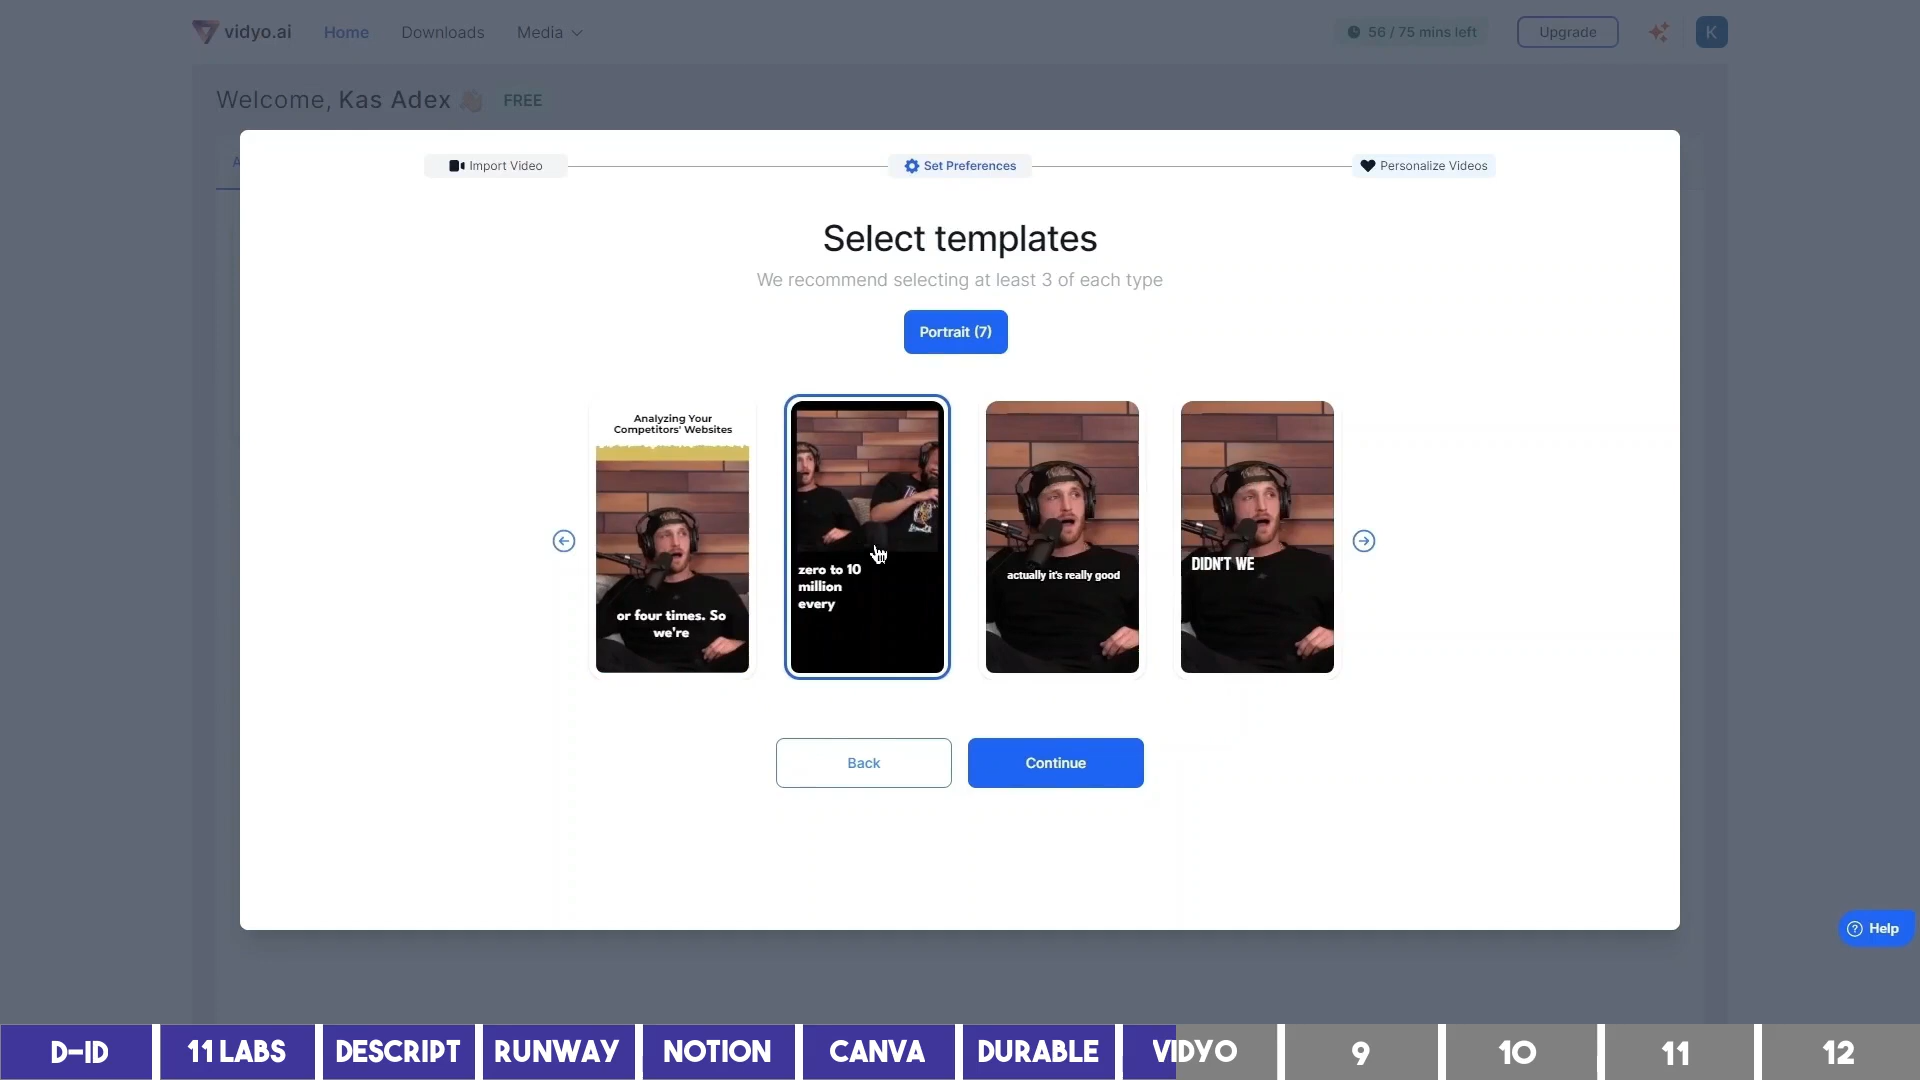 vidyo.ai
Home
Downloads
Media
56 / 75 mins left
Upgrade
K
Welcome, Kas Adex
FREE
A
Import Video
Set Preferences
Personalize Videos
Select templates
We recommend selecting at least 3 of each type
Portrait (7)
Analyzing Your
Competitors' Websites
or four times. So
we're
zero to 10
million
every
actually it's really good
DIDN'T WE
Back
Continue
Help
D-ID
11 LABS
DESCRIPT
RUNWAY
NOTION
CANVA
DURABLE
VIDYO
9
10
11
12